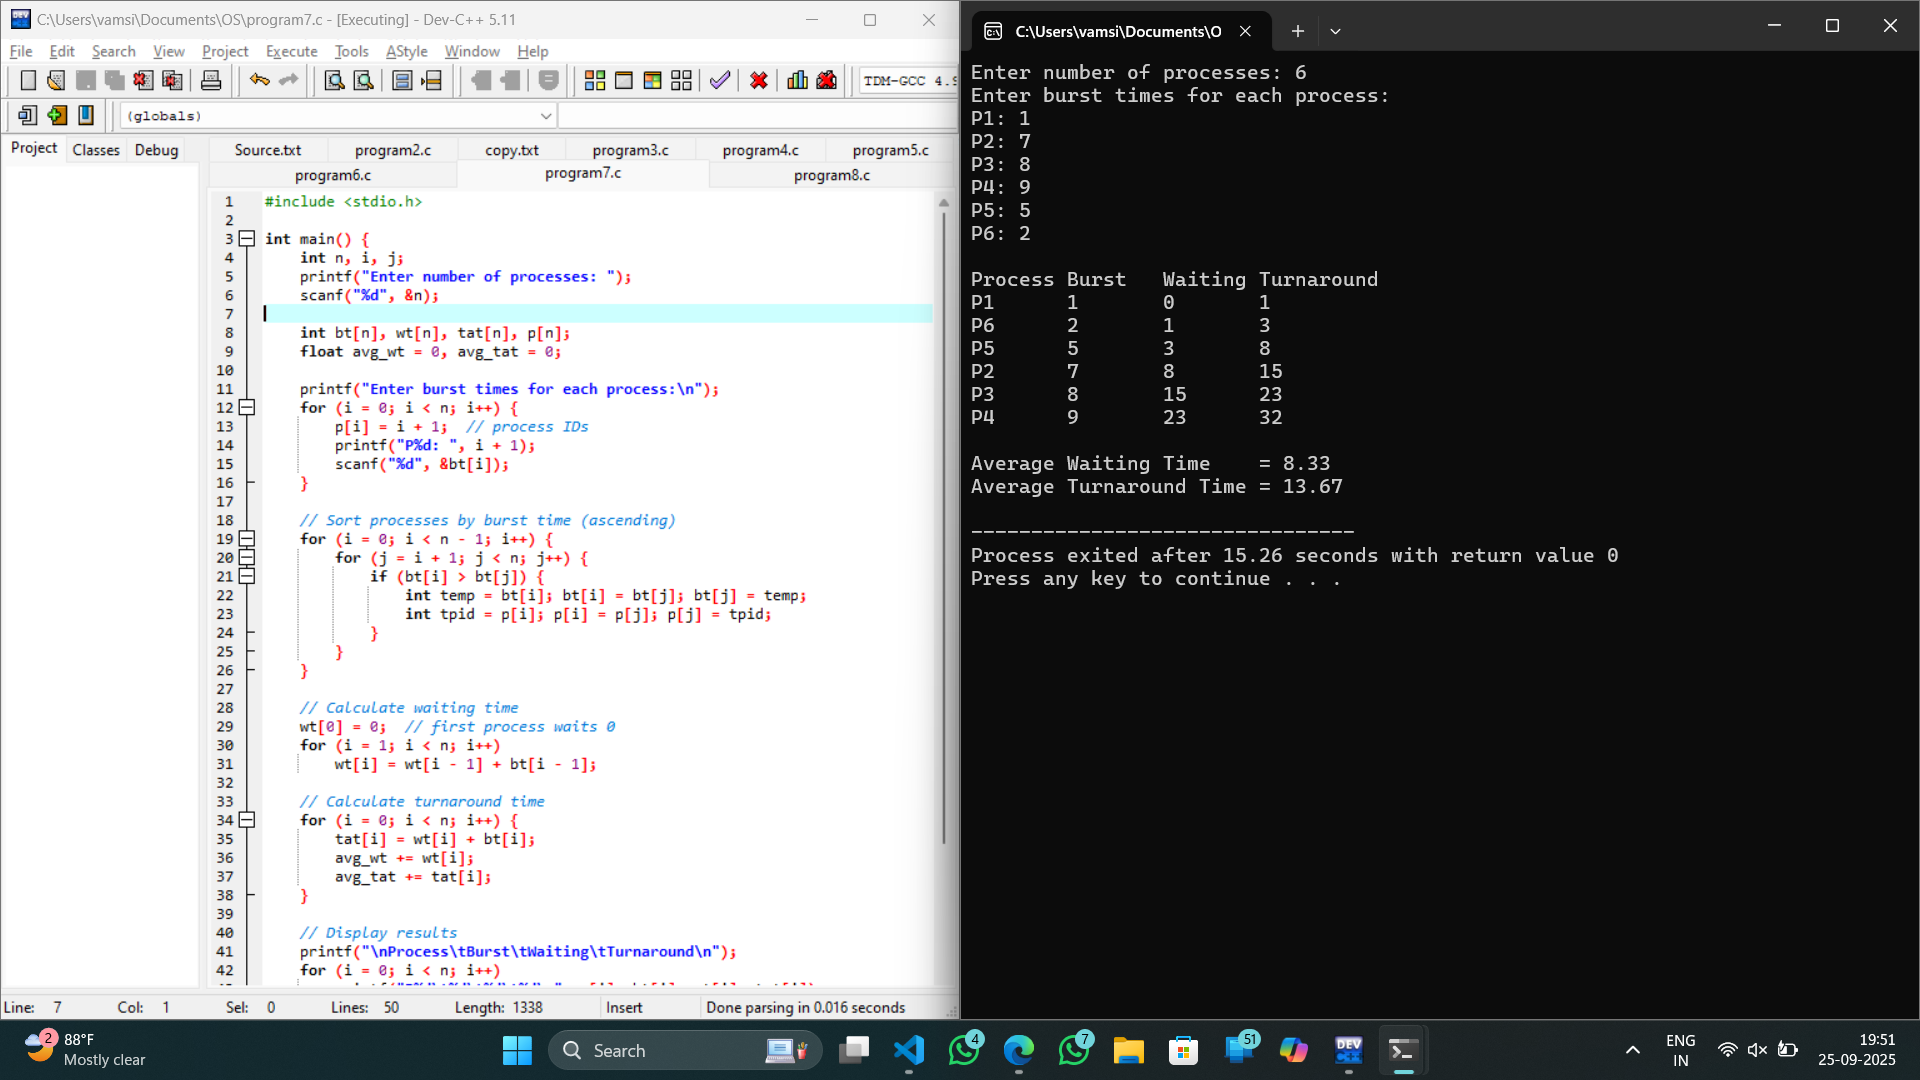 C:\Users\vamsi\Documents\OS\program7.c - [Executing] - Dev-C++ 5.11
File Edit Search View Project Execute Tools AStyle Window Help
TDM-GCC 4.9
(globals)
Project Classes Debug
Source.txt program2.c copy.txt program3.c program4.c program5.c
program6.c program7.c program8.c
1 #include <stdio.h>
2
3 int main() {
4 int n, i, j;
5 printf("Enter number of processes: ");
6 scanf("%d", &n);
7
8 int bt[n], wt[n], tat[n], p[n];
9 float avg_wt = 0, avg_tat = 0;
10
11 printf("Enter burst times for each process:\n");
12 for (i = 0; i < n; i++) {
13 p[i] = i + 1; // process IDs
14 printf("P%d: ", i + 1);
15 scanf("%d", &bt[i]);
16 }
17
18 // Sort processes by burst time (ascending)
19 for (i = 0; i < n - 1; i++) {
20 for (j = i + 1; j < n; j++) {
21 if (bt[i] > bt[j]) {
22 int temp = bt[i]; bt[i] = bt[j]; bt[j] = temp;
23 int tpid = p[i]; p[i] = p[j]; p[j] = tpid;
24 }
25 }
26 }
27
28 // Calculate waiting time
29 wt[0] = 0; // first process waits 0
30 for (i = 1; i < n; i++)
31 wt[i] = wt[i - 1] + bt[i - 1];
32
33 // Calculate turnaround time
34 for (i = 0; i < n; i++) {
35 tat[i] = wt[i] + bt[i];
36 avg_wt += wt[i];
37 avg_tat += tat[i];
38 }
39
40 // Display results
41 printf("\nProcess\tBurst\tWaiting\tTurnaround\n");
42 for (i = 0; i < n; i++)
Line: 7 Col: 1 Sel: 0 Lines: 50 Length: 1338 Insert Done parsing in 0.016 seconds
C:\Users\vamsi\Documents\O
Enter number of processes: 6
Enter burst times for each process:
P1: 1
P2: 7
P3: 8
P4: 9
P5: 5
P6: 2
Process Burst Waiting Turnaround
P1 1 0 1
P6 2 1 3
P5 5 3 8
P2 7 8 15
P3 8 15 23
P4 9 23 32
Average Waiting Time = 8.33
Average Turnaround Time = 13.67
--------------------------------
Process exited after 15.26 seconds with return value 0
Press any key to continue . . .
2 88°F
Mostly clear
Search
4
7
51
DEV
C++
ENG
IN
19:51
25-09-2025